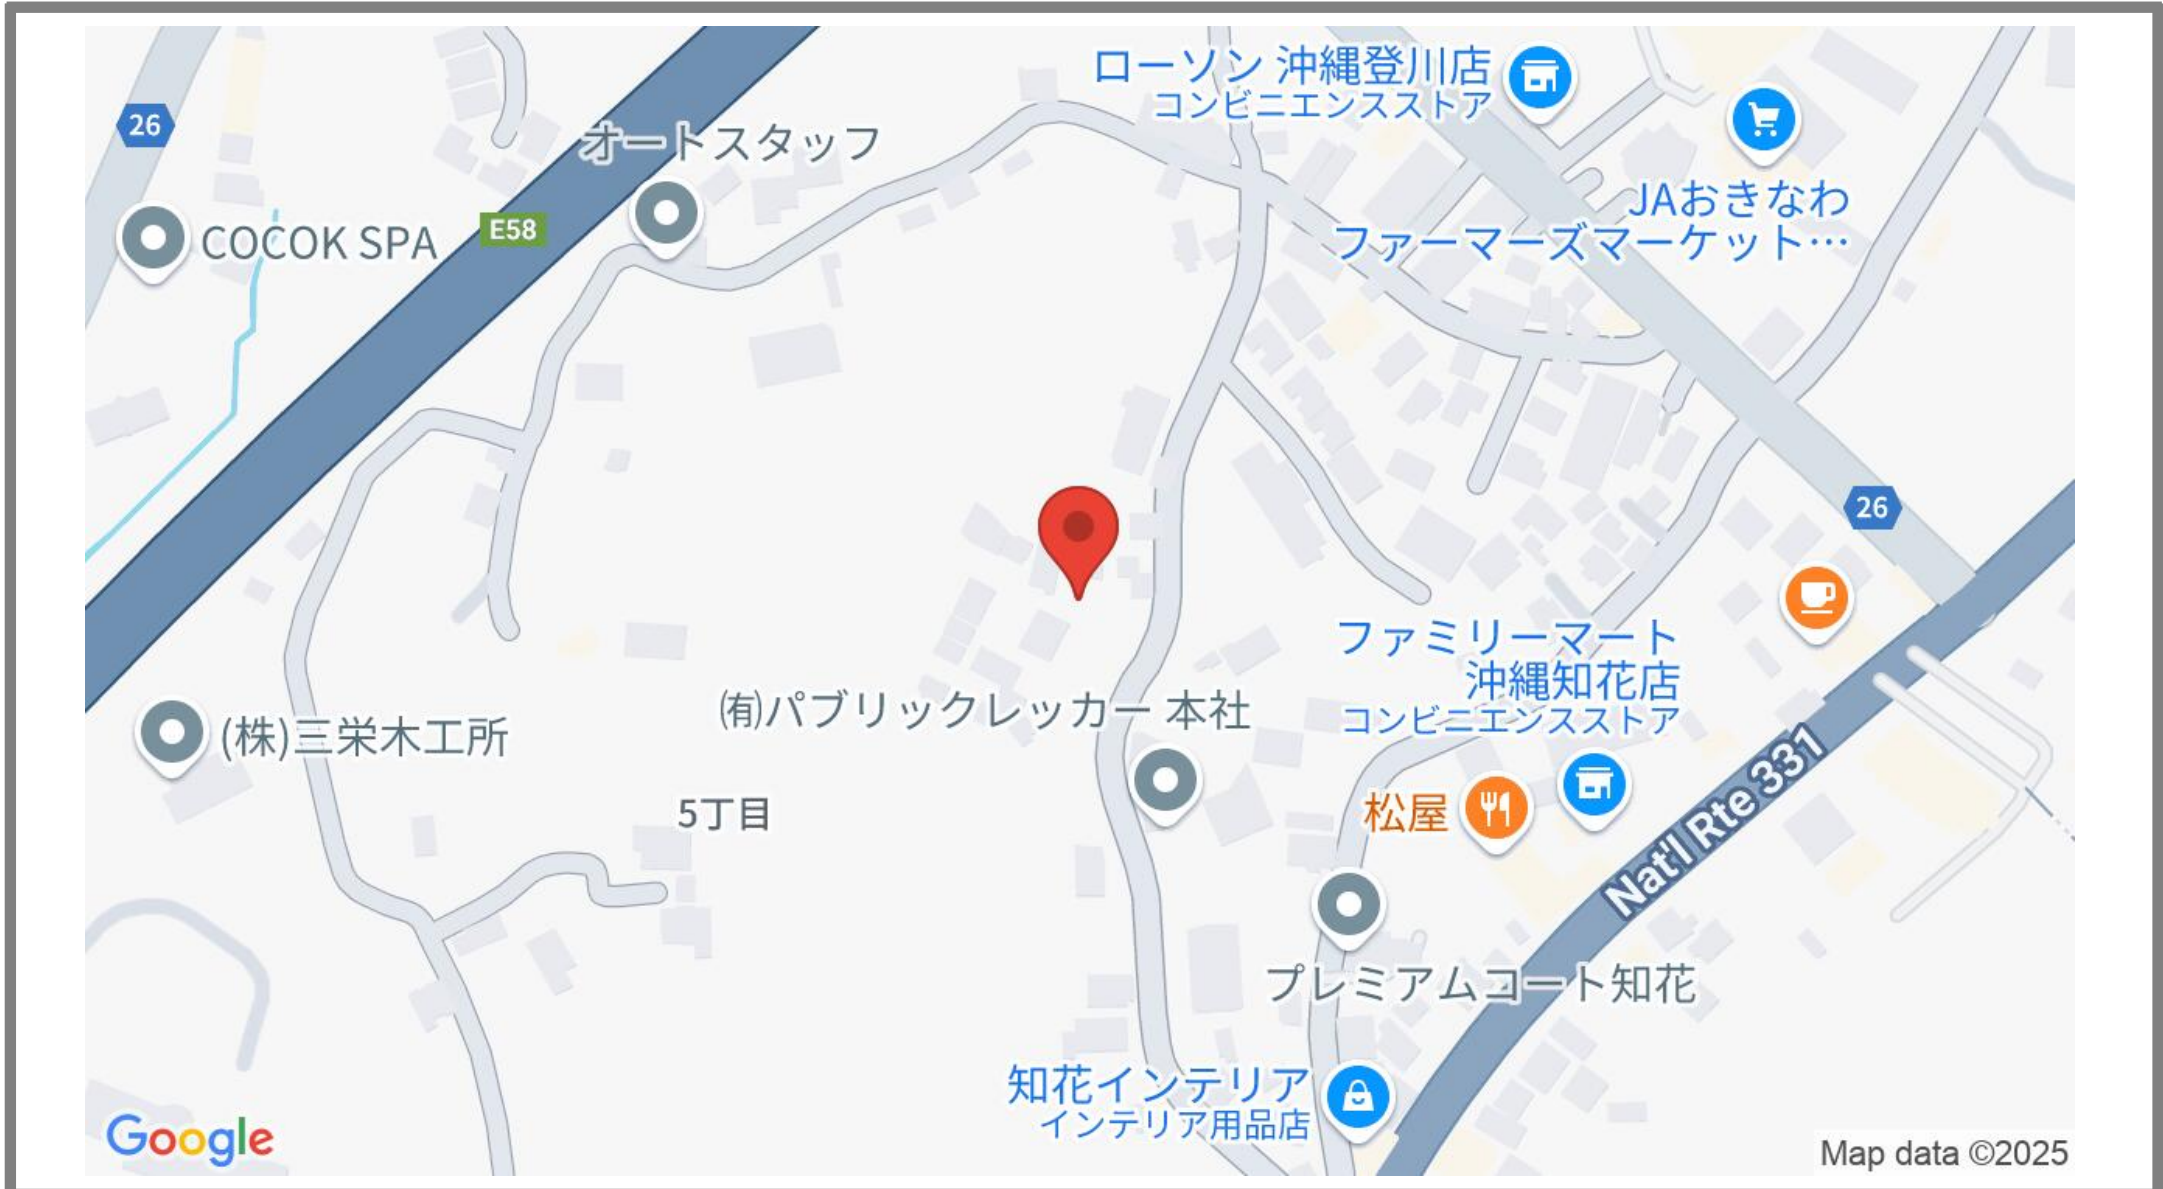 ローソン 沖縄登川店
コンビニエンスストア
26
オートスタッフ
JAおきなわ
ファーマーズマーケット…
COCOK SPA
E58
26
ファミリーマート
沖縄知花店
コンビニエンスストア
㈲パブリックレッカー 本社
(株)三栄木工所
5丁目
松屋
Nat'l Rte 331
プレミアムコート知花
知花インテリア
インテリア用品店
Google
Map data ©2025